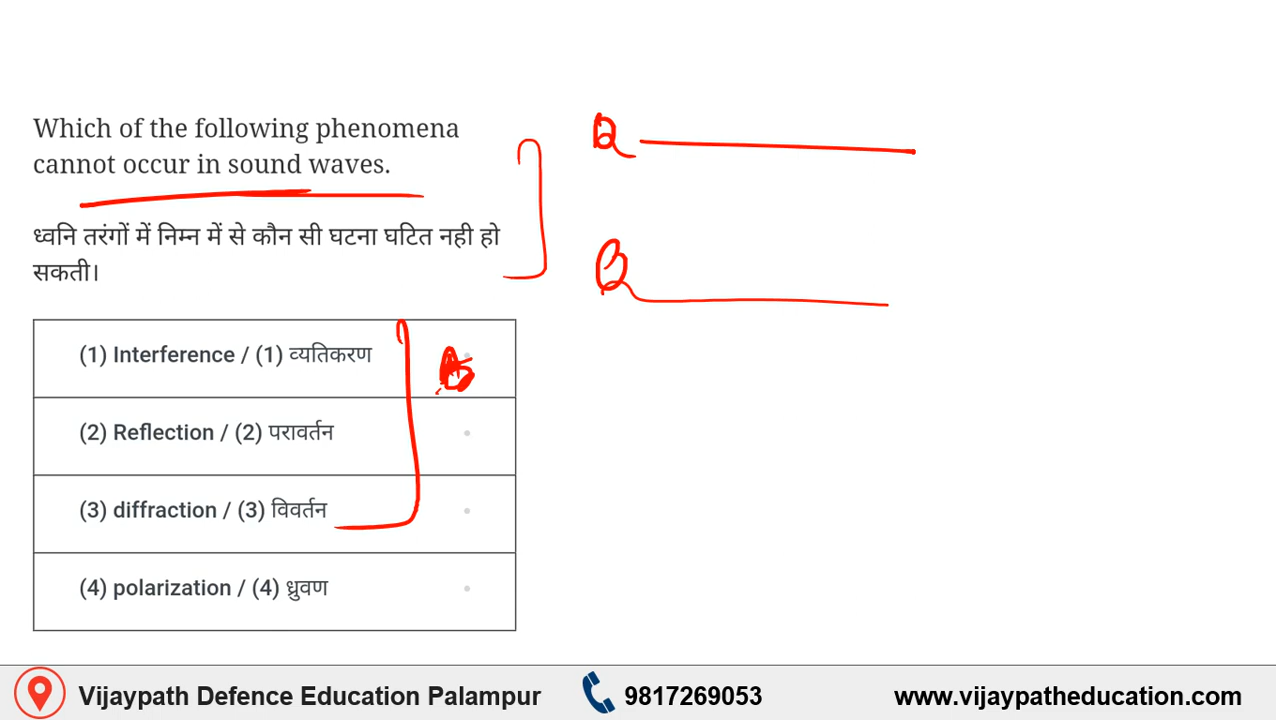 Which of the following phenomena
cannot occur in sound waves.
ध्वनि तरंगों में निम्न में से कौन सी घटना घटित नही हो
सकती।
(1) Interference / (1) व्यतिकरण
(2) Reflection / (2) परावर्तन
(3) diffraction / (3) विवर्तन
(4) polarization / (4) ध्रुवण
Vijaypath Defence Education Palampur
9817269053
www.vijaypatheducation.com